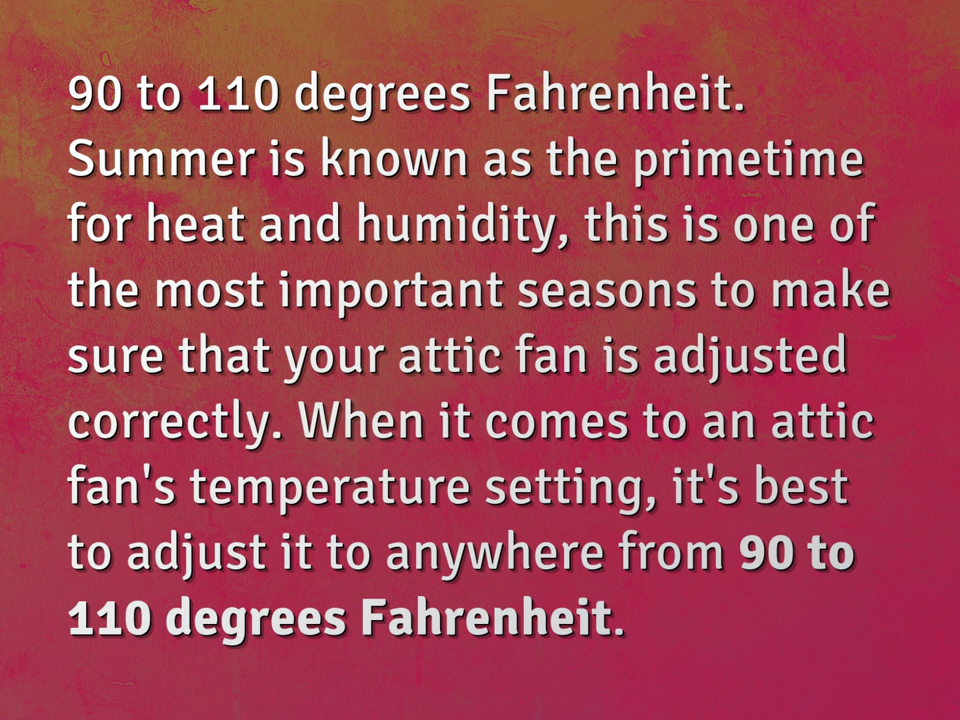 90 to 110 degrees Fahrenheit.
Summer is known as the primetime
for heat and humidity, this is one of
the most important seasons to make
sure that your attic fan is adjusted
correctly. When it comes to an attic
fan's temperature setting, it's best
to adjust it to anywhere from 90 to
110 degrees Fahrenheit.